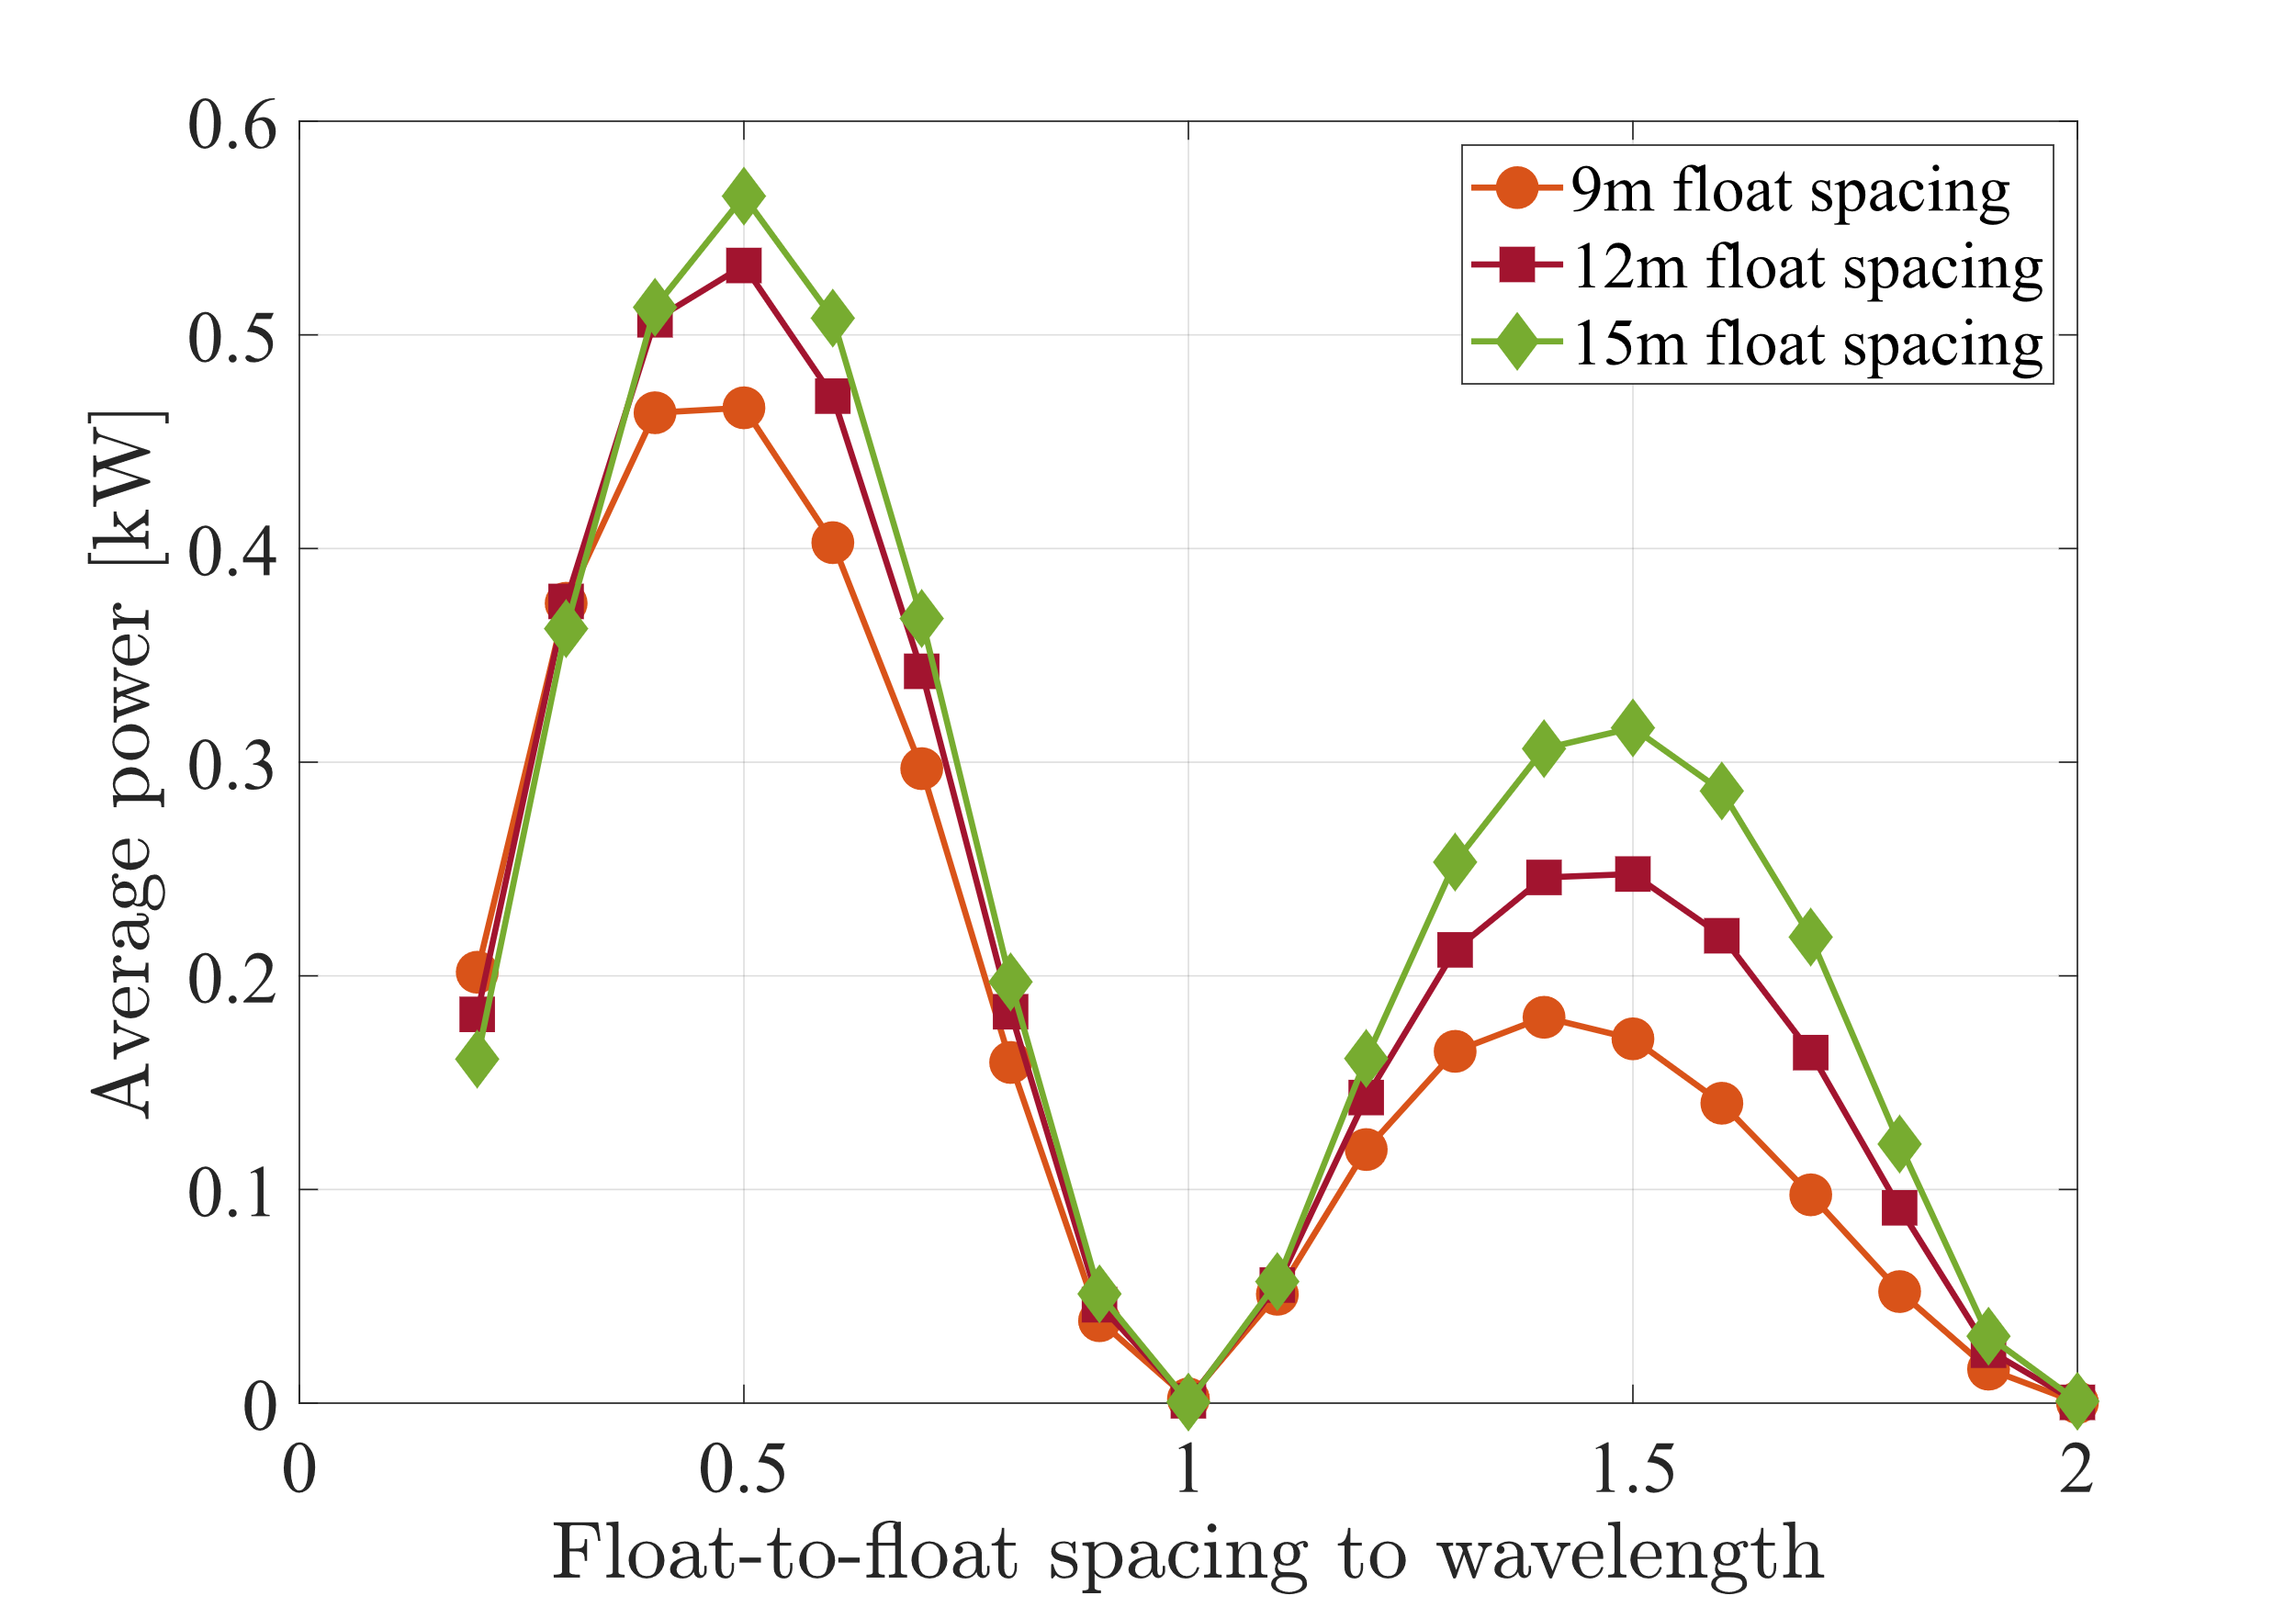 0.6
0.5
0.4
0.3
0.2
0.1
0
0
0.5
1
1.5
2
Average power [kW]
Float-to-float spacing to wavelength
9m float spacing
12m float spacing
15m float spacing